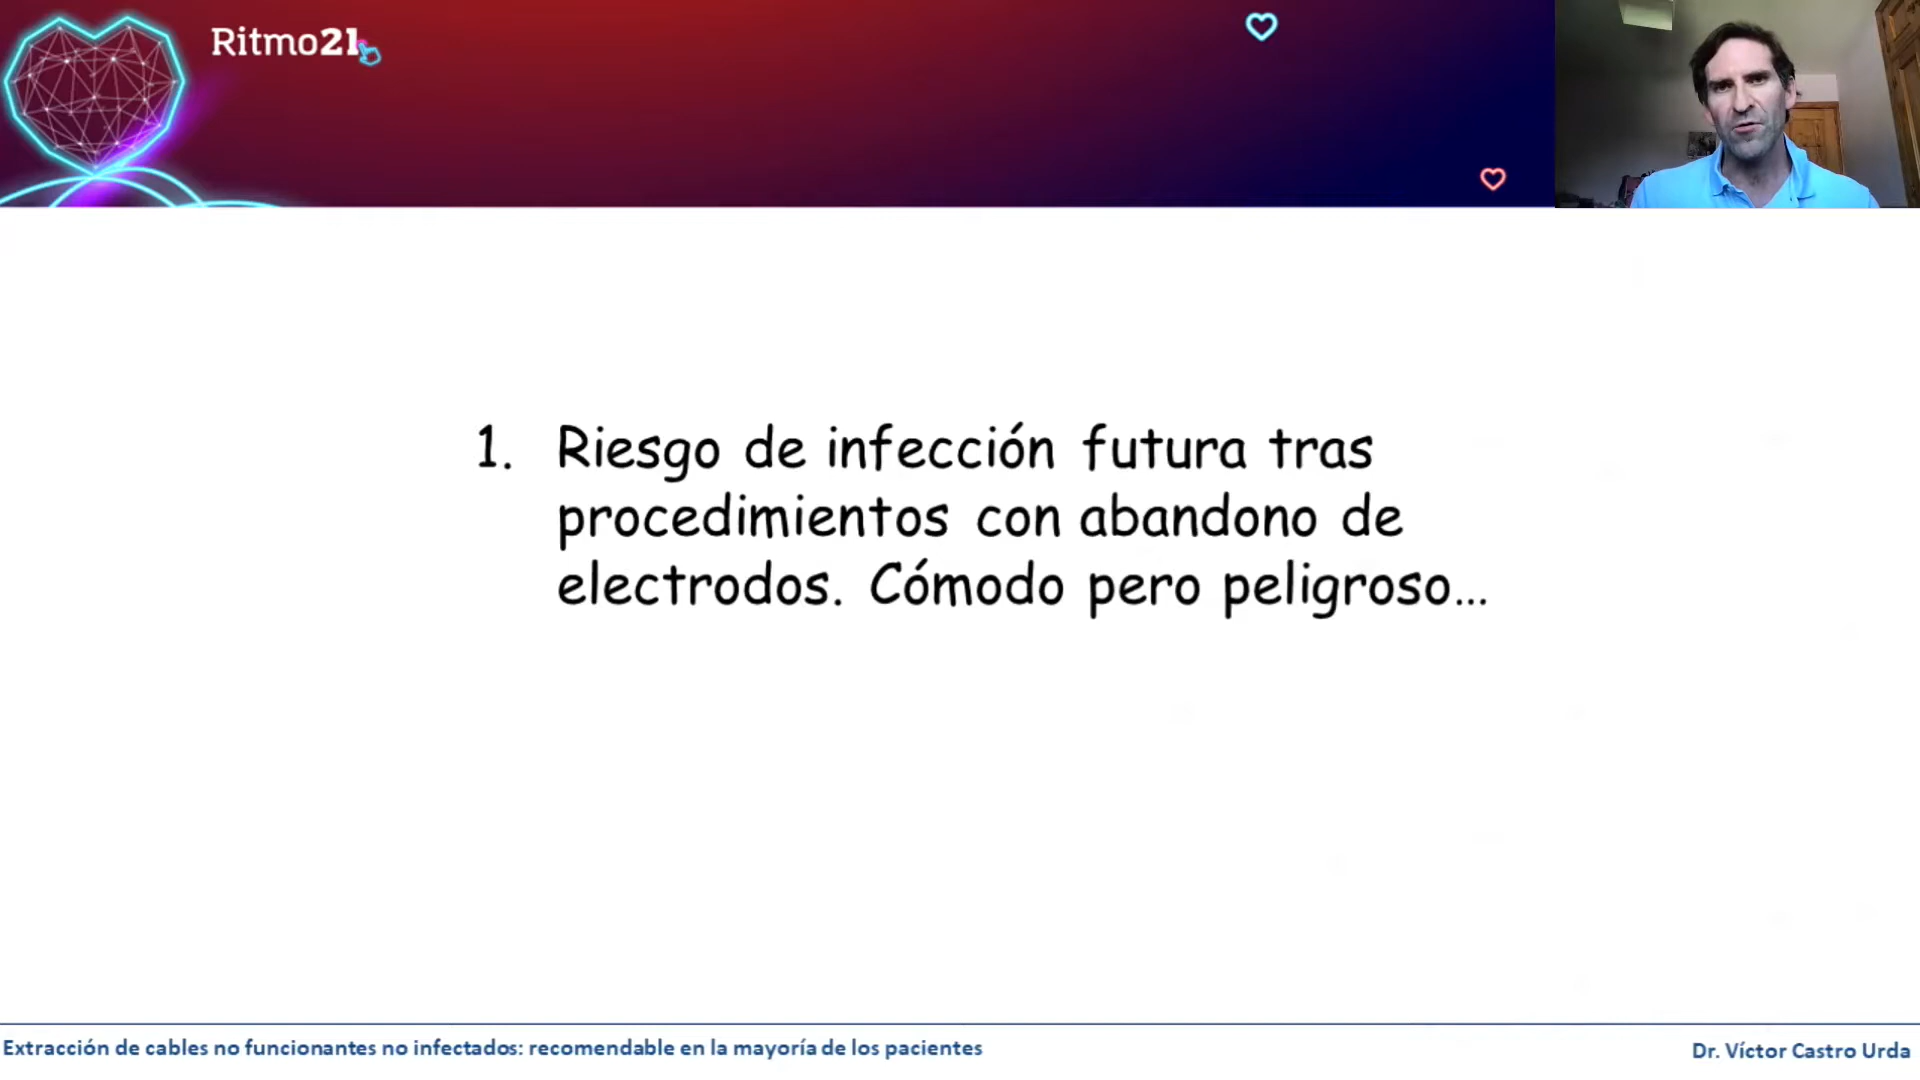 Ritmo21
1. Riesgo de infección futura tras
procedimientos con abandono de
electrodos. Cómodo pero peligroso...
Extracción de cables no funcionantes no infectados: recomendable en la mayoría de los pacientes
Dr. Víctor Castro Urda